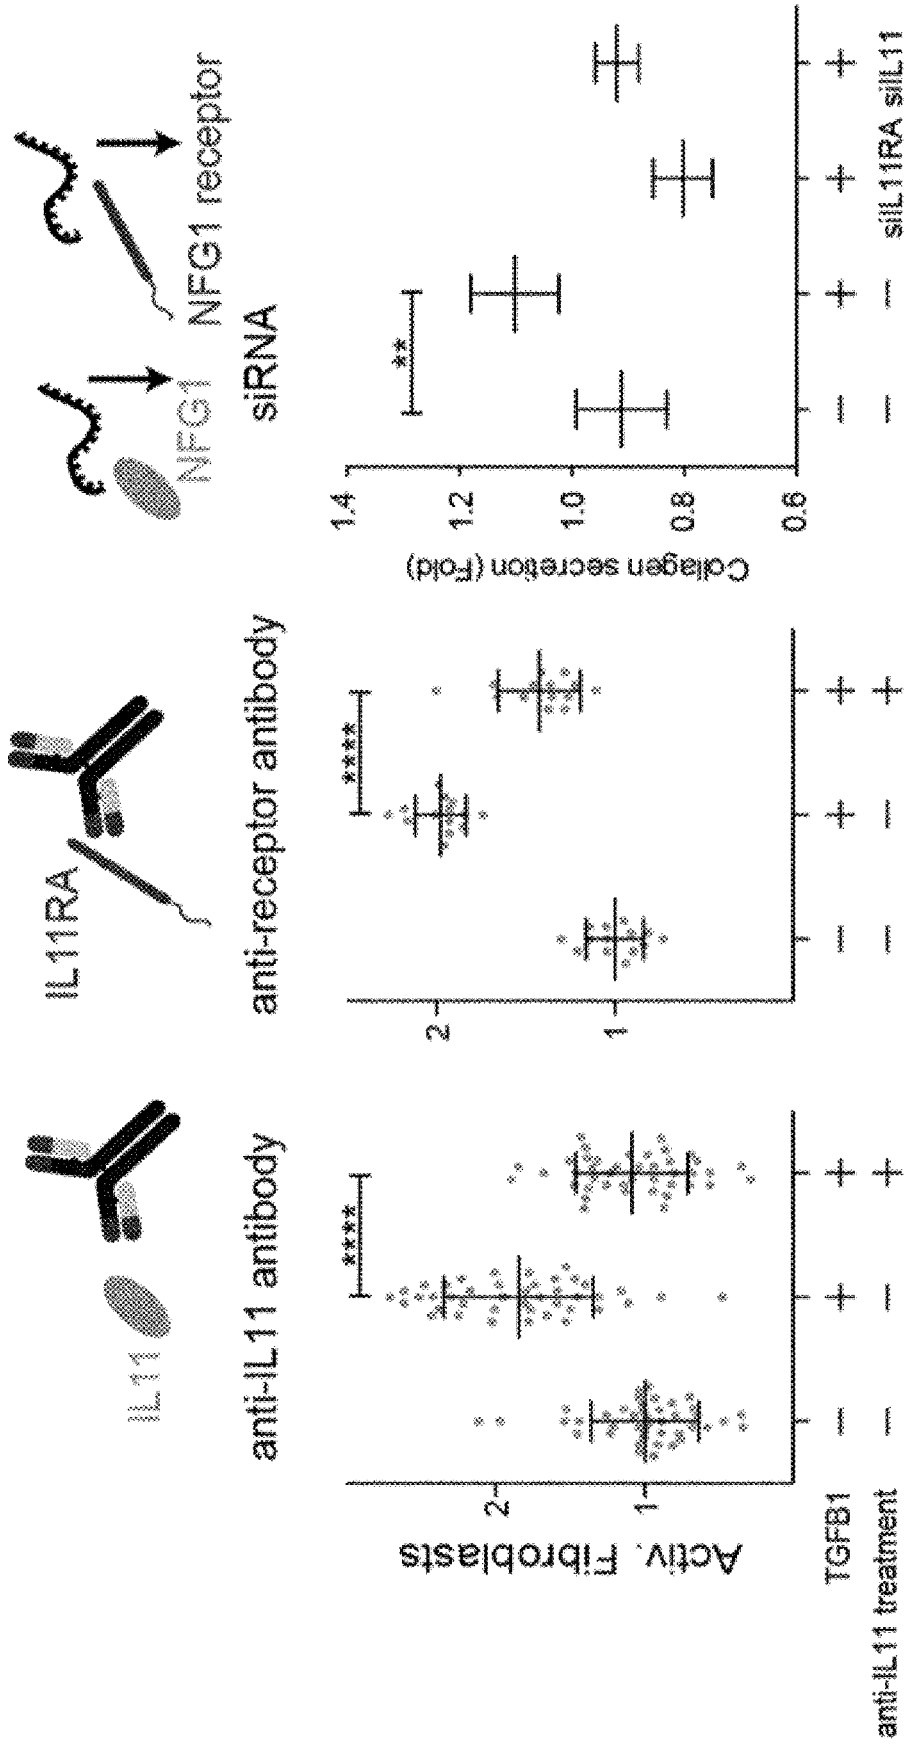 IL11
anti-IL11 antibody
IL11RA
anti-receptor antibody
NFG1
NFG1 receptor
siRNA
Activ. Fibroblasts
2
1
****
2
1
****
Collagen secretion (Fold)
1.4
1.2
1.0
0.8
0.6
**
TGFB1 − + + − + + − + + +
anti-IL11 treatment − − + − − + − − siIL11RA siIL11